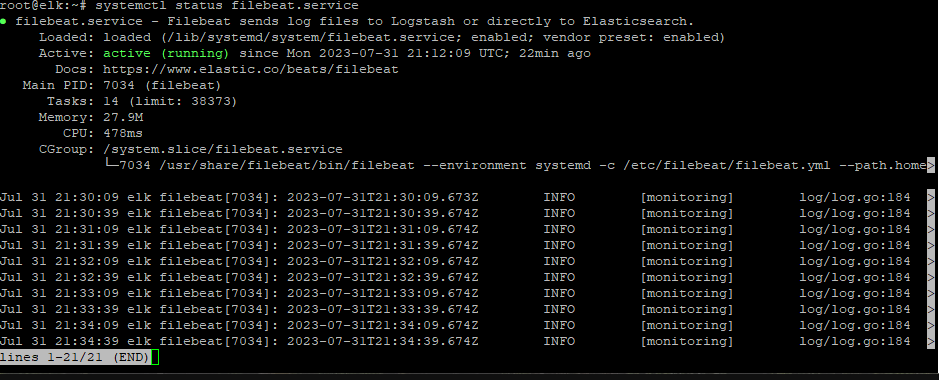 root@elk:~# systemctl status filebeat.service
● filebeat.service - Filebeat sends log files to Logstash or directly to Elasticsearch.
     Loaded: loaded (/lib/systemd/system/filebeat.service; enabled; vendor preset: enabled)
     Active: active (running) since Mon 2023-07-31 21:12:09 UTC; 22min ago
       Docs: https://www.elastic.co/beats/filebeat
   Main PID: 7034 (filebeat)
      Tasks: 14 (limit: 38373)
     Memory: 27.9M
        CPU: 478ms
     CGroup: /system.slice/filebeat.service
             └─7034 /usr/share/filebeat/bin/filebeat --environment systemd -c /etc/filebeat/filebeat.yml --path.home>
Jul 31 21:30:09 elk filebeat[7034]: 2023-07-31T21:30:09.673Z        INFO        [monitoring]        log/log.go:184  >
Jul 31 21:30:39 elk filebeat[7034]: 2023-07-31T21:30:39.674Z        INFO        [monitoring]        log/log.go:184  >
Jul 31 21:31:09 elk filebeat[7034]: 2023-07-31T21:31:09.674Z        INFO        [monitoring]        log/log.go:184  >
Jul 31 21:31:39 elk filebeat[7034]: 2023-07-31T21:31:39.674Z        INFO        [monitoring]        log/log.go:184  >
Jul 31 21:32:09 elk filebeat[7034]: 2023-07-31T21:32:09.674Z        INFO        [monitoring]        log/log.go:184  >
Jul 31 21:32:39 elk filebeat[7034]: 2023-07-31T21:32:39.674Z        INFO        [monitoring]        log/log.go:184  >
Jul 31 21:33:09 elk filebeat[7034]: 2023-07-31T21:33:09.674Z        INFO        [monitoring]        log/log.go:184  >
Jul 31 21:33:39 elk filebeat[7034]: 2023-07-31T21:33:39.674Z        INFO        [monitoring]        log/log.go:184  >
Jul 31 21:34:09 elk filebeat[7034]: 2023-07-31T21:34:09.674Z        INFO        [monitoring]        log/log.go:184  >
Jul 31 21:34:39 elk filebeat[7034]: 2023-07-31T21:34:39.674Z        INFO        [monitoring]        log/log.go:184  >
lines 1-21/21 (END)